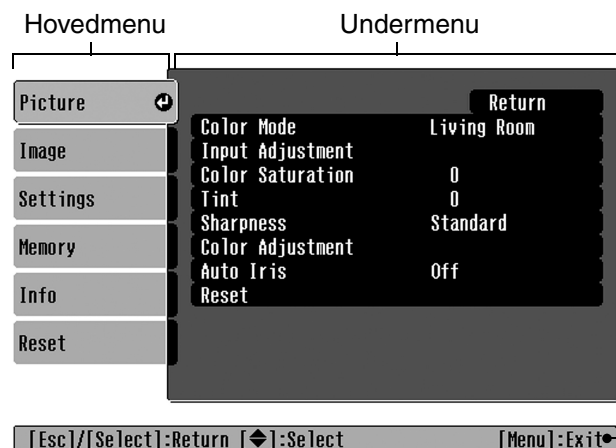 Hovedmenu Undermenu
Picture
Image
Settings
Memory
Info
Reset
Return
Color Mode Living Room
Input Adjustment
Color Saturation 0
Tint 0
Sharpness Standard
Color Adjustment
Auto Iris Off
Reset
[Esc]/[Select]:Return [◆]:Select [Menu]:Exit